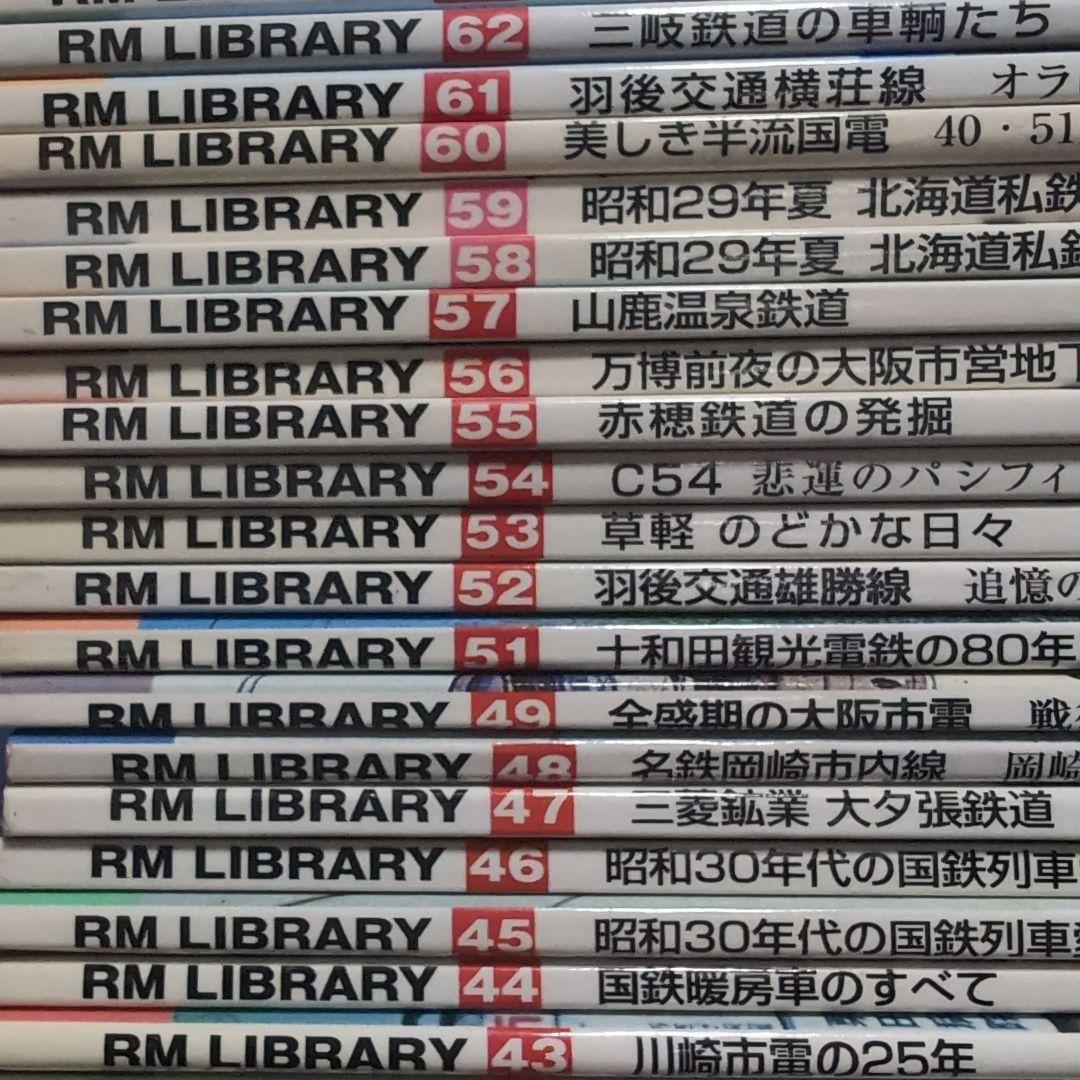 RM LIBRARY 62 三岐鉄道の車輌たち
RM LIBRARY 61 羽後交通横荘線 オラ
RM LIBRARY 60 美しき半流国電 40・51
RM LIBRARY 59 昭和29年夏 北海道私鉄
RM LIBRARY 58 昭和29年夏 北海道私鉄
RM LIBRARY 57 山鹿温泉鉄道
RM LIBRARY 56 万博前夜の大阪市営地下
RM LIBRARY 55 赤穂鉄道の発掘
RM LIBRARY 54 C54 悲運のパシフィ
RM LIBRARY 53 草軽 のどかな日々
RM LIBRARY 52 羽後交通雄勝線 追憶の
RM LIBRARY 51 十和田観光電鉄の80年
RM LIBRARY 49 全盛期の大阪市電 戦
RM LIBRARY 48 名鉄岡崎市内線 岡崎
RM LIBRARY 47 三菱鉱業 大夕張鉄道
RM LIBRARY 46 昭和30年代の国鉄列車
RM LIBRARY 45 昭和30年代の国鉄列車
RM LIBRARY 44 国鉄暖房車のすべて
RM LIBRARY 43 川崎市電の25年